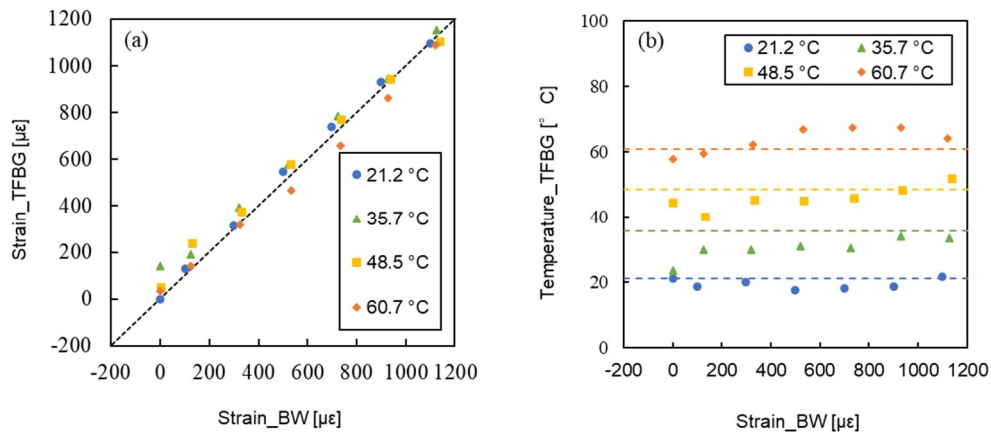 (a)
Strain_TFBG [με]
1200
1000
800
600
400
200
0
-200
-200 0 200 400 600 800 1000 1200
Strain_BW [με]
21.2 °C
35.7 °C
48.5 °C
60.7 °C
(b)
Temperature_TFBG [° C]
100
80
60
40
20
0
-200 0 200 400 600 800 1000 1200
Strain_BW [με]
21.2 °C 35.7 °C
48.5 °C 60.7 °C